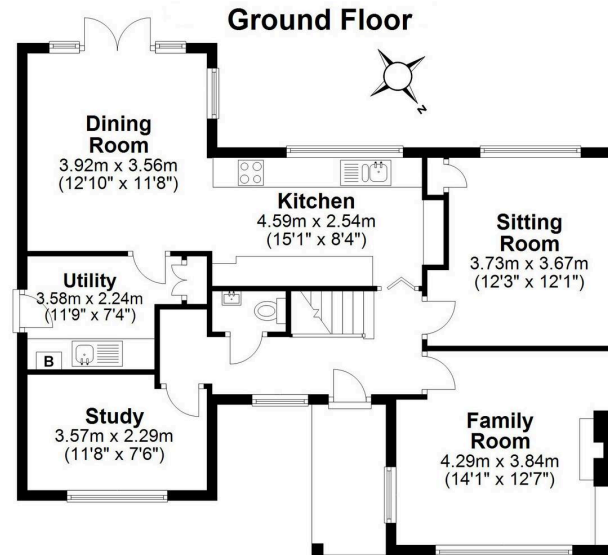 Ground Floor
N
Dining
Room
3.92m x 3.56m
(12'10" x 11'8")
Kitchen
4.59m x 2.54m
(15'1" x 8'4")
Sitting
Room
3.73m x 3.67m
(12'3" x 12'1")
Utility
3.58m x 2.24m
(11'9" x 7'4")
B
Study
3.57m x 2.29m
(11'8" x 7'6")
Family
Room
4.29m x 3.84m
(14'1" x 12'7")